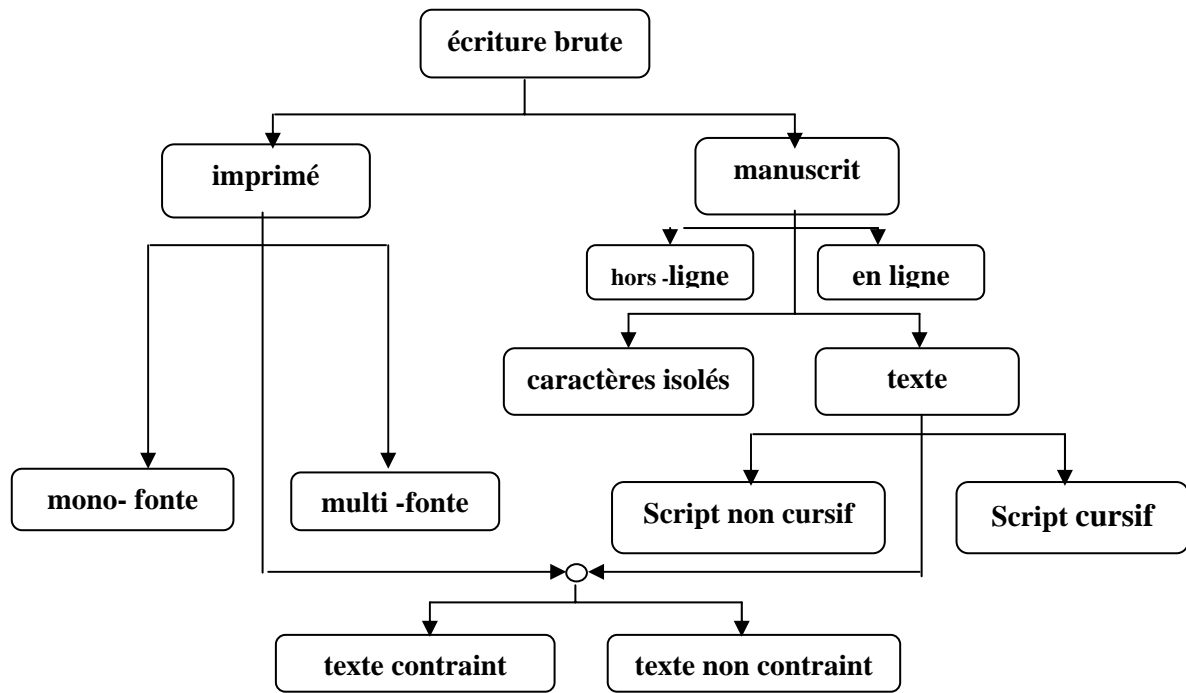 écriture brute
imprimé
manuscrit
hors -ligne
en ligne
caractères isolés
texte
mono- fonte
multi -fonte
Script non cursif
Script cursif
texte contraint
texte non contraint